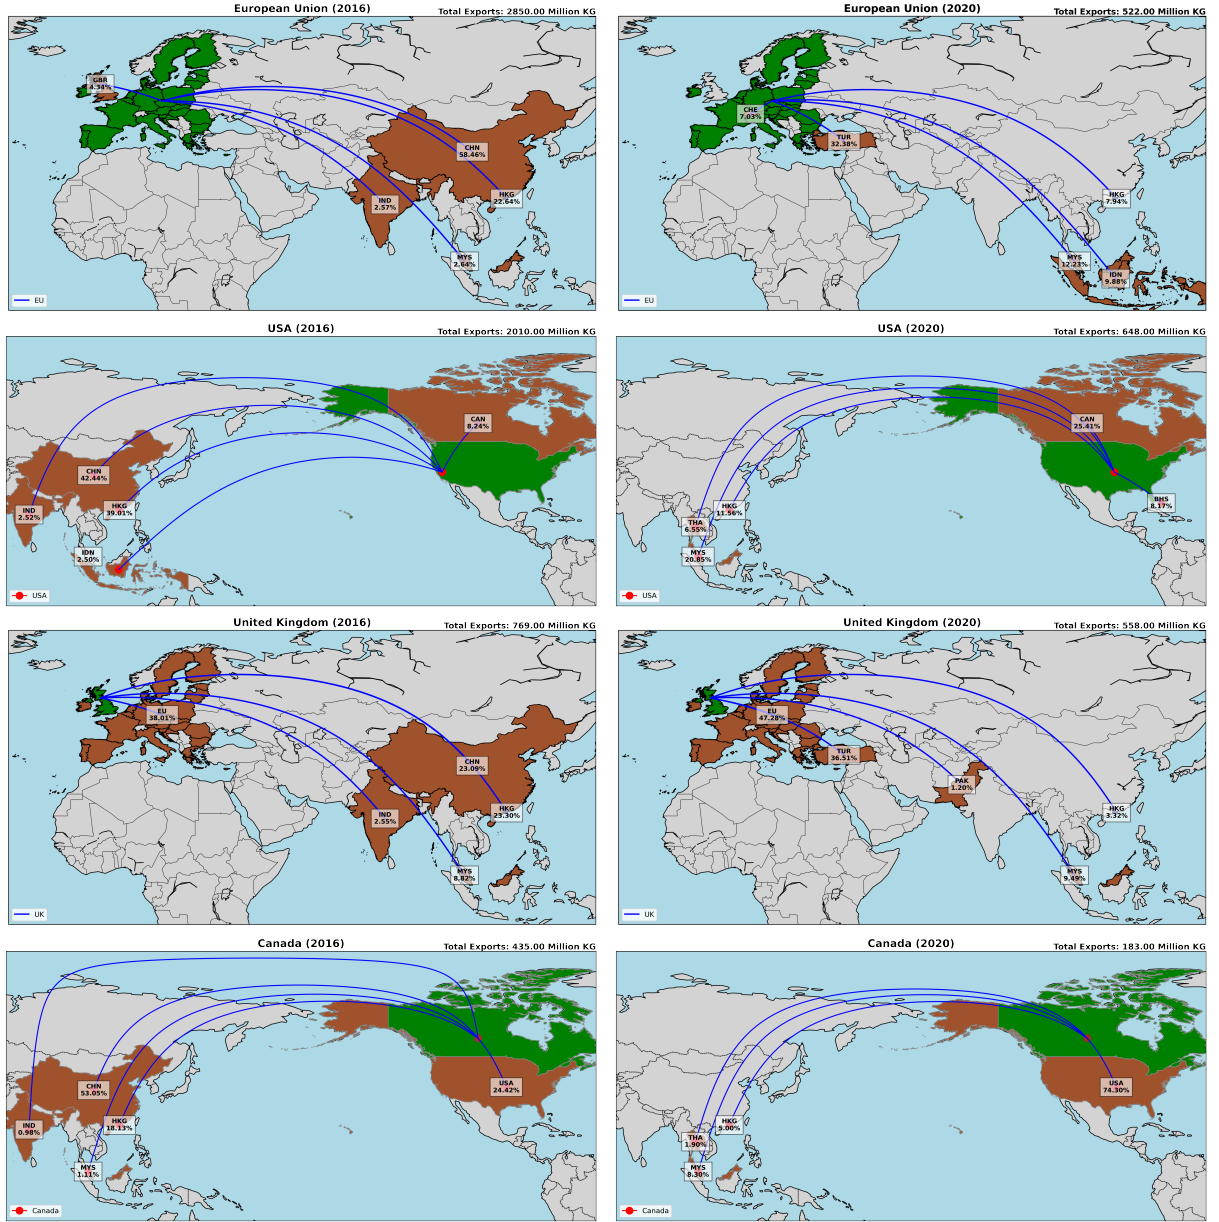 European Union (2016)
Total Exports: 2850.00 Million KG
GBR
4.34%
CHN
58.46%
HKG
22.64%
IND
2.57%
MYS
2.64%
EU
European Union (2020)
Total Exports: 522.00 Million KG
CHE
7.03%
TUR
32.38%
HKG
7.94%
MYS
12.23%
IDN
9.88%
EU
USA (2016)
Total Exports: 2010.00 Million KG
CAN
8.24%
CHN
42.44%
HKG
39.01%
IND
2.52%
IDN
2.50%
USA
USA (2020)
Total Exports: 648.00 Million KG
CAN
25.41%
BHS
8.17%
HKG
11.56%
THA
6.55%
MYS
20.85%
USA
United Kingdom (2016)
Total Exports: 769.00 Million KG
EU
38.01%
CHN
23.09%
HKG
23.30%
IND
2.55%
MYS
8.82%
UK
United Kingdom (2020)
Total Exports: 558.00 Million KG
EU
47.28%
TUR
36.51%
PAK
1.20%
HKG
3.32%
MYS
9.49%
UK
Canada (2016)
Total Exports: 435.00 Million KG
CHN
53.05%
USA
24.42%
HKG
18.13%
IND
0.98%
MYS
1.11%
Canada
Canada (2020)
Total Exports: 183.00 Million KG
USA
74.30%
HKG
5.00%
THA
1.90%
MYS
8.30%
Canada